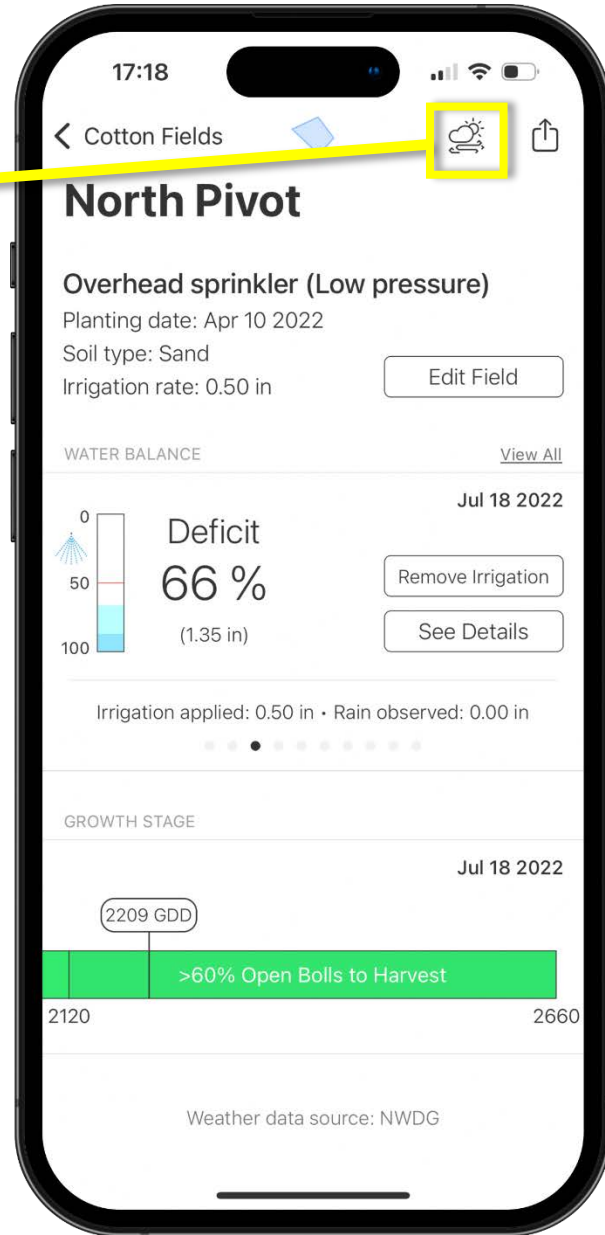 17:18
Cotton Fields
North Pivot
Overhead sprinkler (Low pressure)
Planting date: Apr 10 2022
Soil type: Sand
Irrigation rate: 0.50 in
Edit Field
WATER BALANCE
View All
Jul 18 2022
0
50
100
Deficit
66 %
(1.35 in)
Remove Irrigation
See Details
Irrigation applied: 0.50 in • Rain observed: 0.00 in
GROWTH STAGE
Jul 18 2022
2209 GDD
>60% Open Bolls to Harvest
2120
2660
Weather data source: NWDG